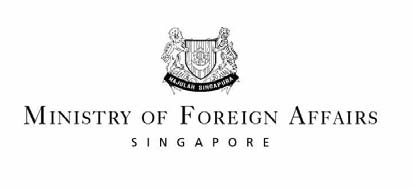 MAJULAH SINGAPURA
MINISTRY OF FOREIGN AFFAIRS
SINGAPORE